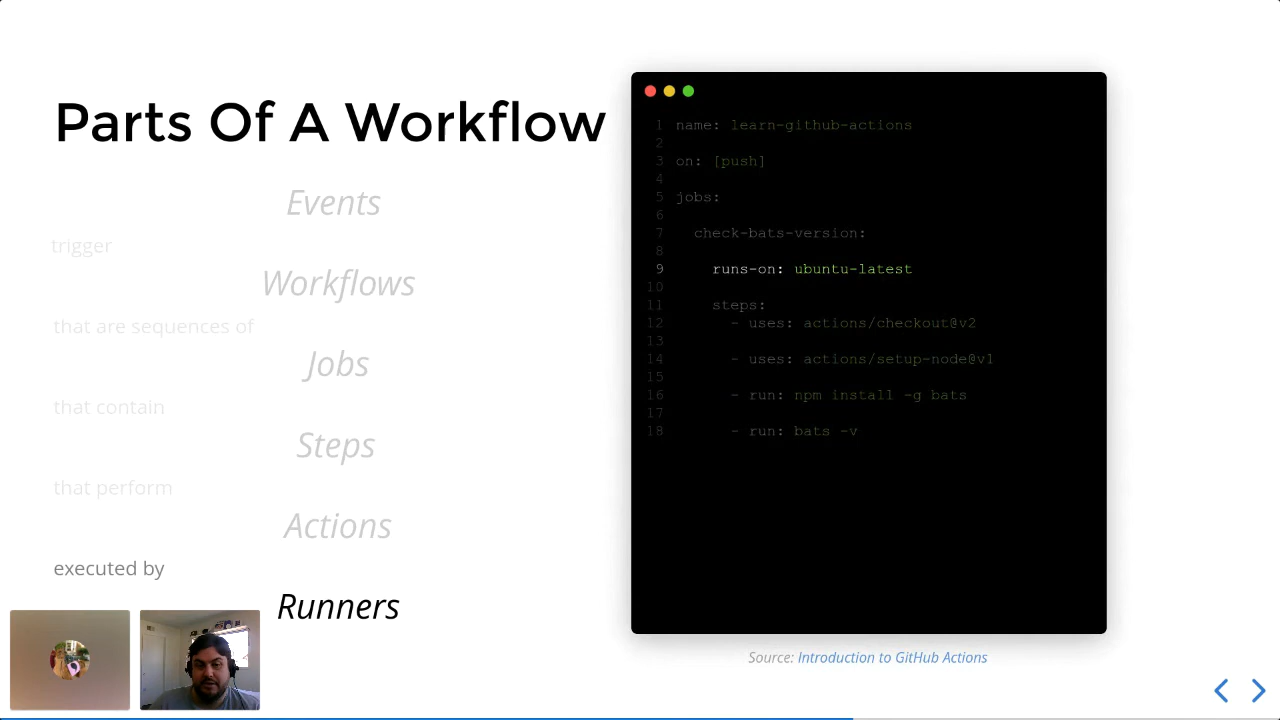 Parts Of A Workflow
Events
trigger
Workflows
that are sequences of
Jobs
that contain
Steps
that perform
Actions
executed by
Runners
1 name: learn-github-actions
2
3 on: [push]
4
5 jobs:
6
7 check-bats-version:
8
9 runs-on: ubuntu-latest
10
11 steps:
12 - uses: actions/checkout@v2
13
14 - uses: actions/setup-node@v1
15
16 - run: npm install -g bats
17
18 - run: bats -v
Source: Introduction to GitHub Actions